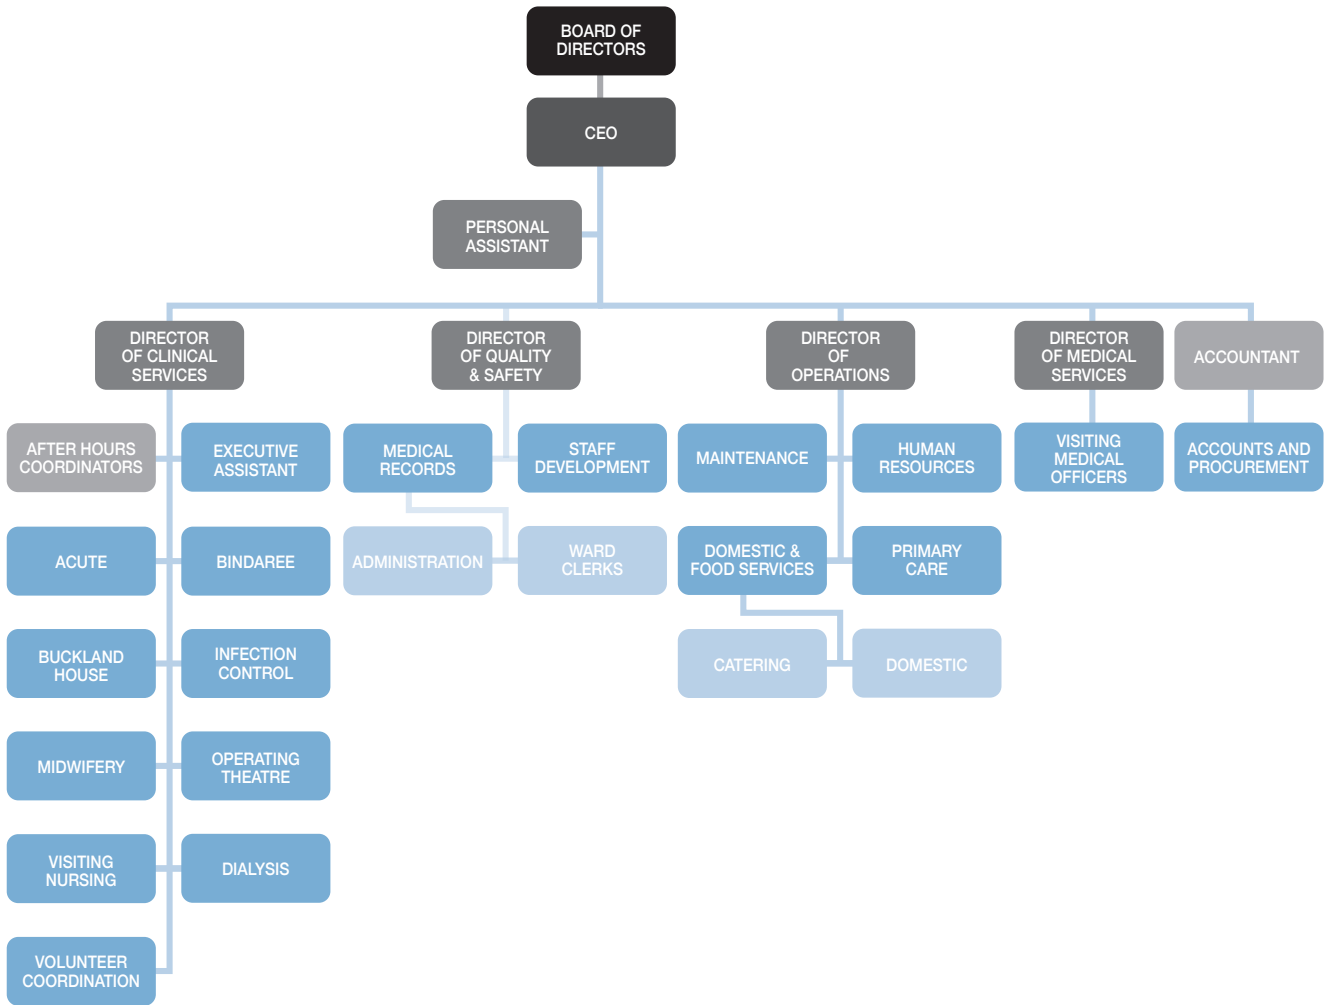 BOARD OF
DIRECTORS
CEO
PERSONAL
ASSISTANT
DIRECTOR
OF CLINICAL
SERVICES
DIRECTOR
OF QUALITY
& SAFETY
DIRECTOR
OF
OPERATIONS
DIRECTOR
OF MEDICAL
SERVICES
ACCOUNTANT
AFTER HOURS
COORDINATORS
EXECUTIVE
ASSISTANT
MEDICAL
RECORDS
STAFF
DEVELOPMENT
MAINTENANCE
HUMAN
RESOURCES
VISITING
MEDICAL
OFFICERS
ACCOUNTS AND
PROCUREMENT
ACUTE
BINDAREE
ADMINISTRATION
WARD
CLERKS
DOMESTIC &
FOOD SERVICES
PRIMARY
CARE
BUCKLAND
HOUSE
INFECTION
CONTROL
CATERING
DOMESTIC
MIDWIFERY
OPERATING
THEATRE
VISITING
NURSING
DIALYSIS
VOLUNTEER
COORDINATION